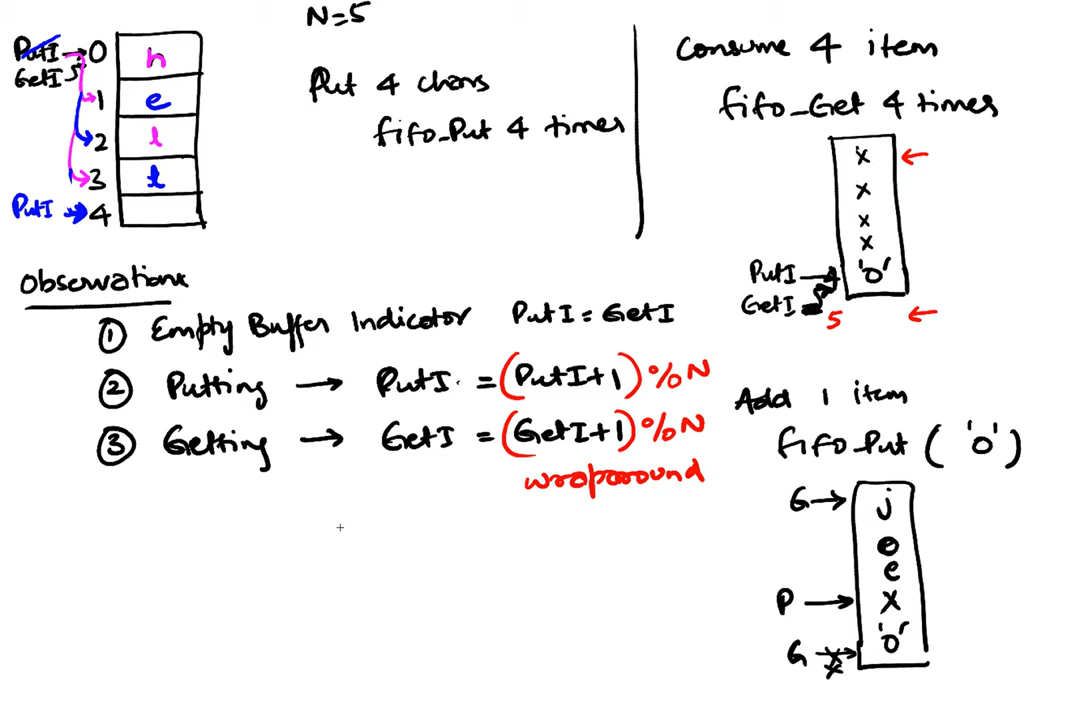 N=5
PutI → 0 h
GetI
1 e
2 l
3 l
PutI → 4
Put 4 chars
fifo_Put 4 times
Consume 4 item
fifo_Get 4 times
x
x
x
x
PutI → 4 'o'
GetI
5
Observations
① Empty Buffer Indicator PutI = GetI
② Putting → PutI = (PutI+1) % N
③ Getting → GetI = (GetI+1) % N
wraparound
Add 1 item
fifo_Put ( 'o' )
G → j
o
e
P → X
G → 'o'